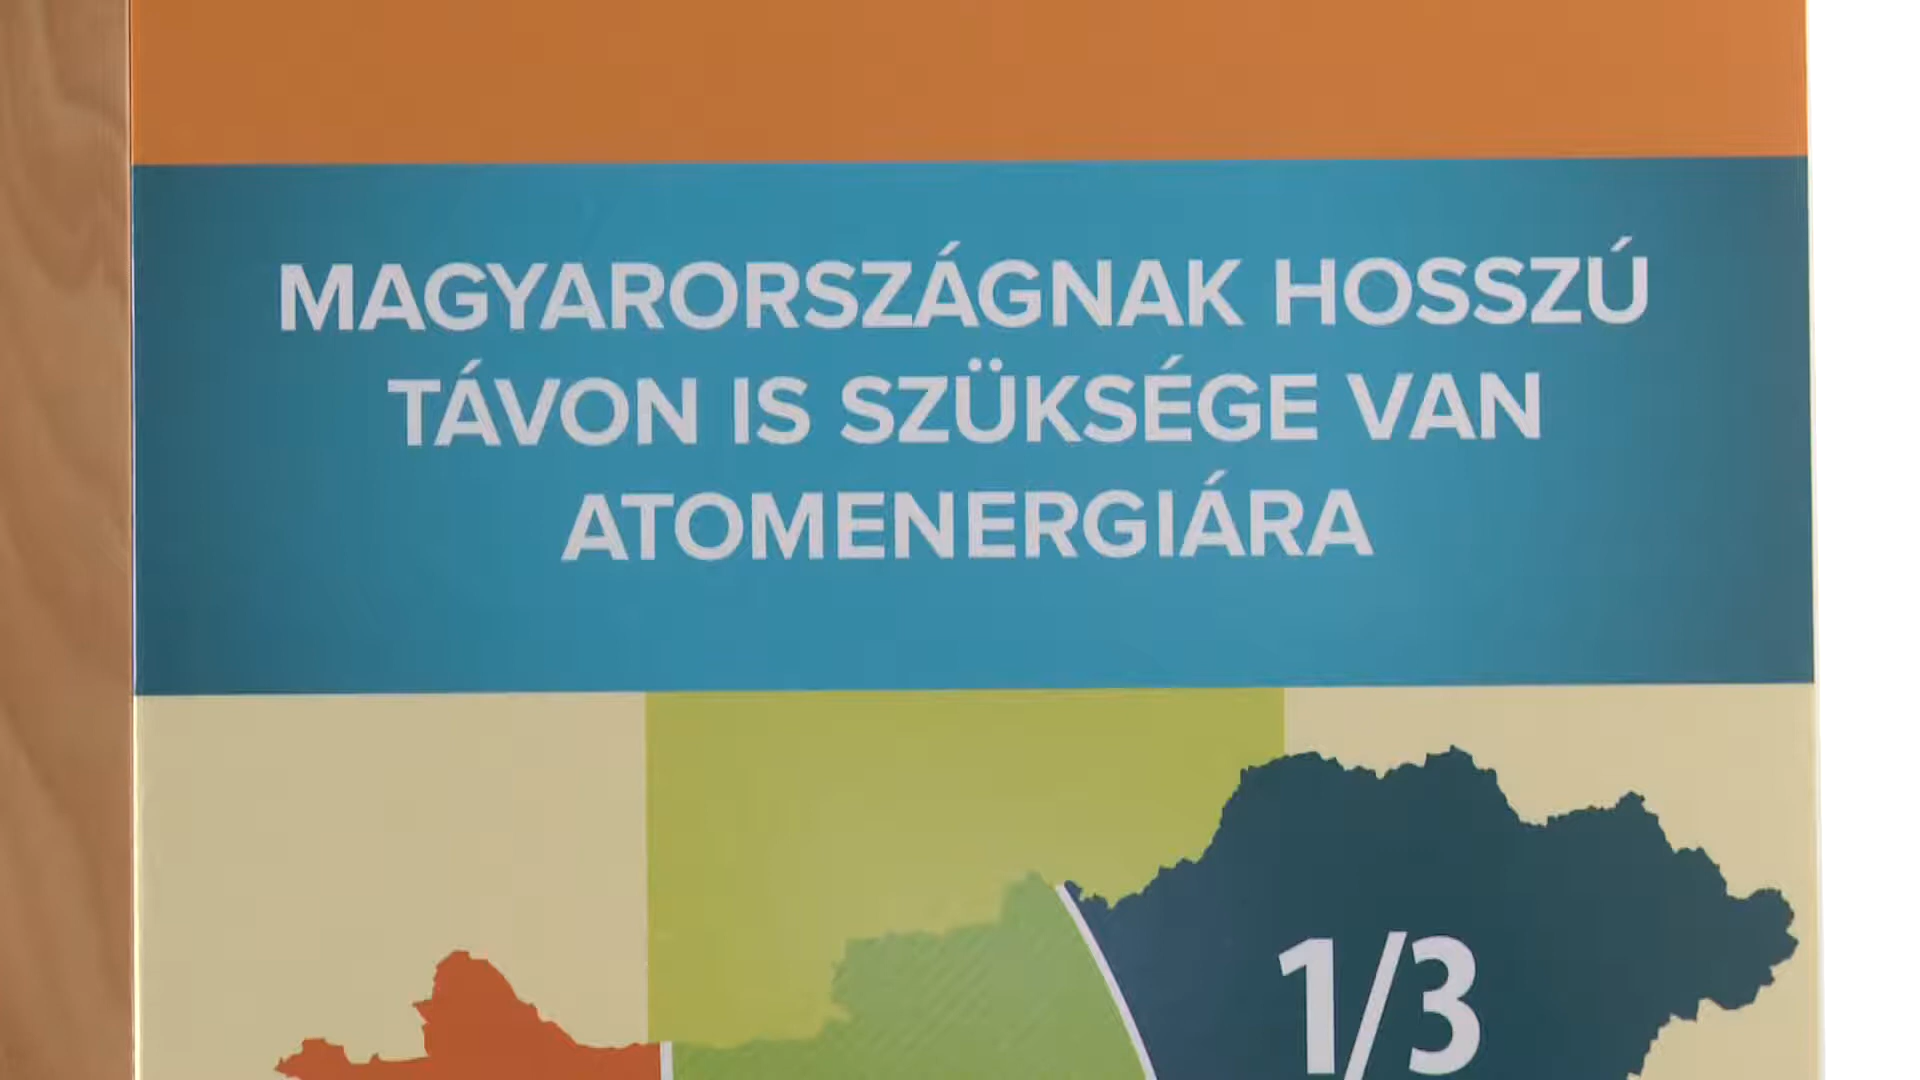 MAGYARORSZÁGNAK HOSSZÚ
TÁVON IS SZÜKSÉGE VAN
ATOMENERGIÁRA
1/3